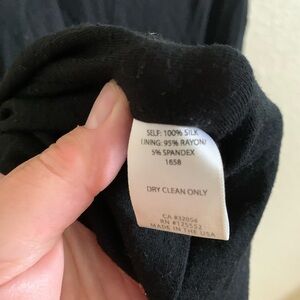 SELF: 100% SILK
LINING: 95% RAYON/
5% SPANDEX
1658
DRY CLEAN ONLY
CA #32056
RN #125552
MADE IN THE USA